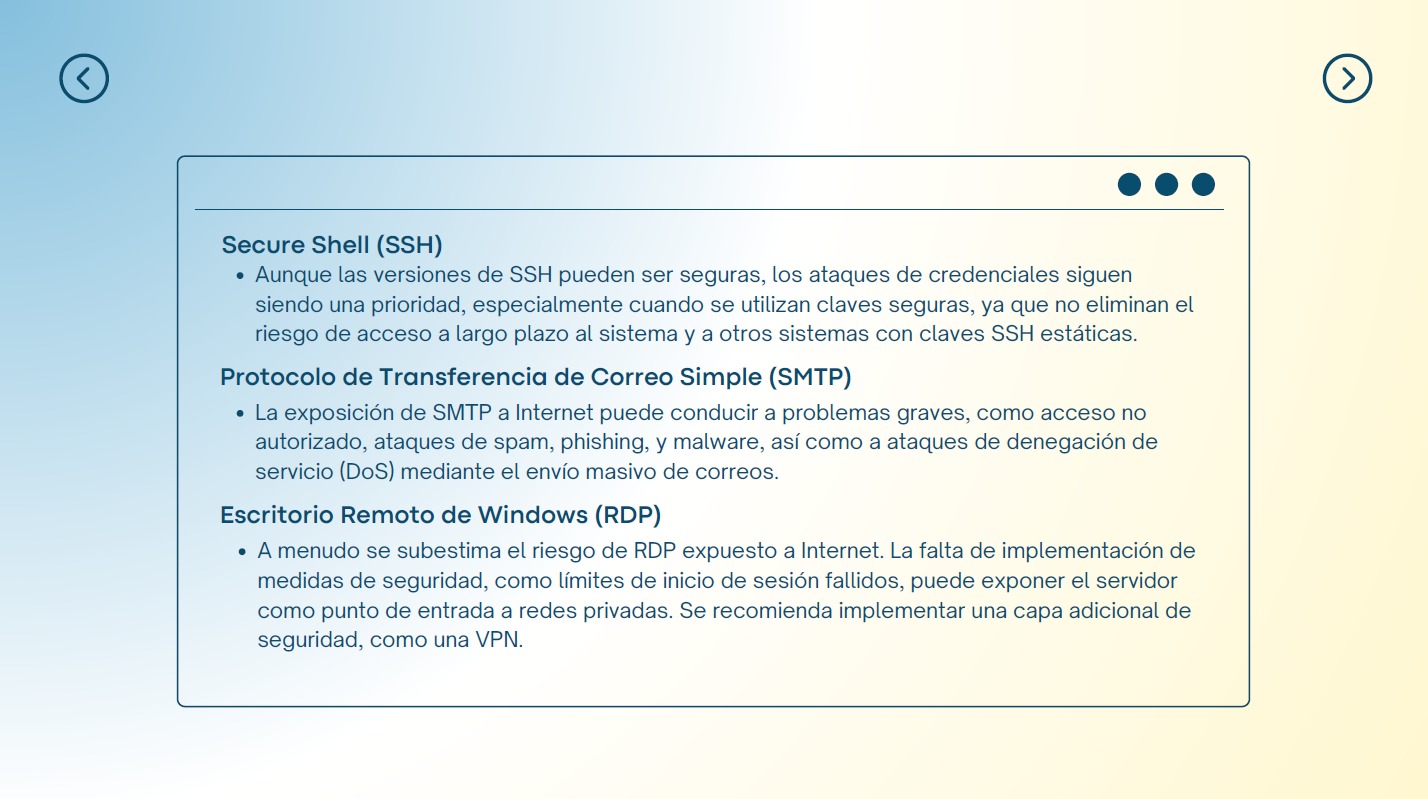 Secure Shell (SSH)
• Aunque las versiones de SSH pueden ser seguras, los ataques de credenciales siguen
siendo una prioridad, especialmente cuando se utilizan claves seguras, ya que no eliminan el
riesgo de acceso a largo plazo al sistema y a otros sistemas con claves SSH estáticas.
Protocolo de Transferencia de Correo Simple (SMTP)
• La exposición de SMTP a Internet puede conducir a problemas graves, como acceso no
autorizado, ataques de spam, phishing, y malware, así como a ataques de denegación de
servicio (DoS) mediante el envío masivo de correos.
Escritorio Remoto de Windows (RDP)
• A menudo se subestima el riesgo de RDP expuesto a Internet. La falta de implementación de
medidas de seguridad, como límites de inicio de sesión fallidos, puede exponer el servidor
como punto de entrada a redes privadas. Se recomienda implementar una capa adicional de
seguridad, como una VPN.